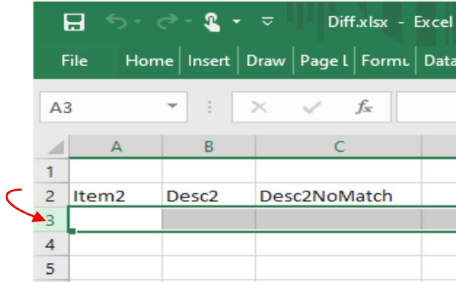 Diff.xlsx - Excel
File Home Insert Draw Page L Formu Data
A3 fx
A B C
1
2 Item2 Desc2 Desc2NoMatch
3
4
5